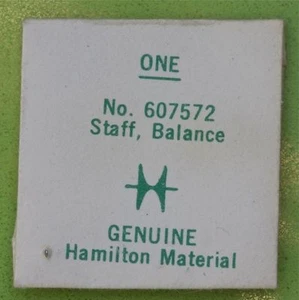 ONE
No. 607572
Staff, Balance
GENUINE
Hamilton Material